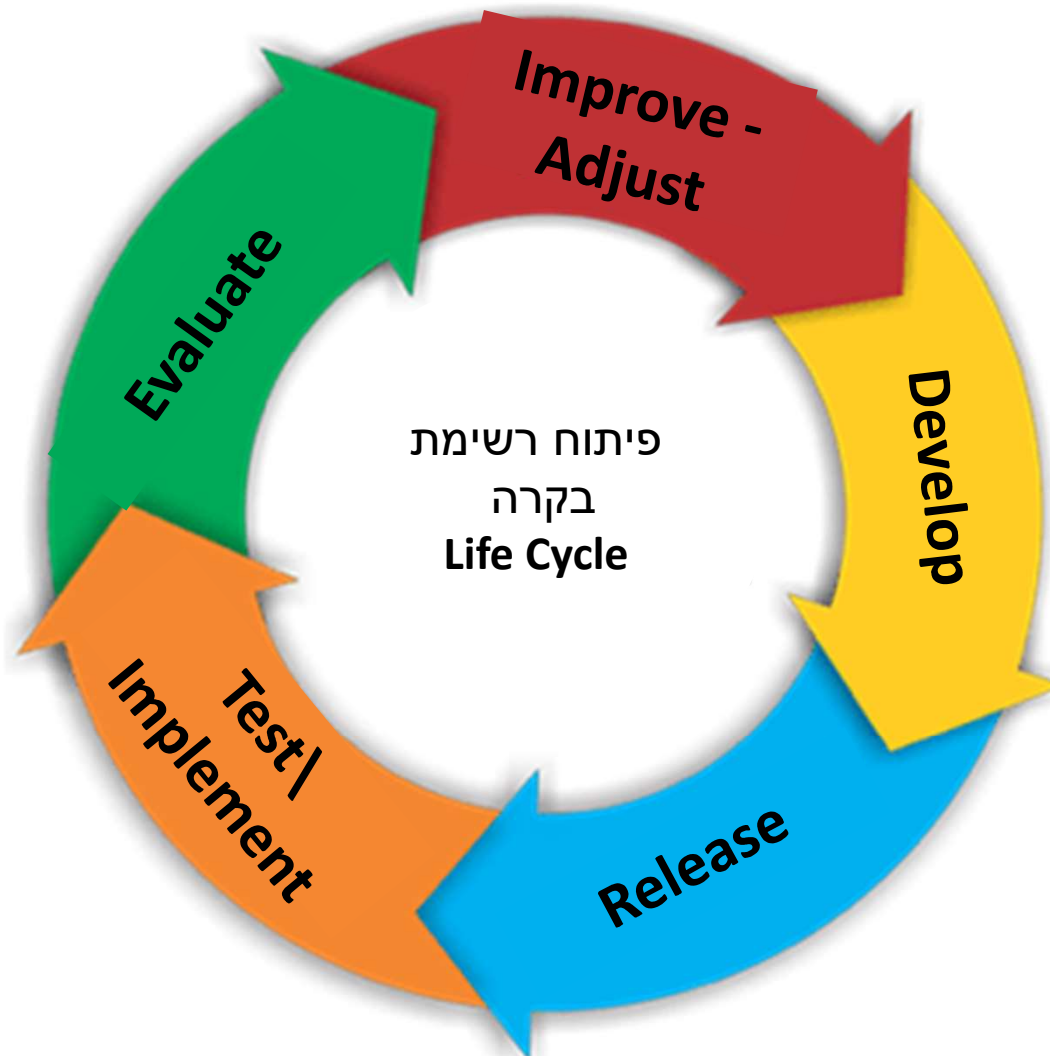 Improve -
Adjust
Develop
Release
Test\
Implement
Evaluate
פיתוח רשימת
בקרה
Life Cycle